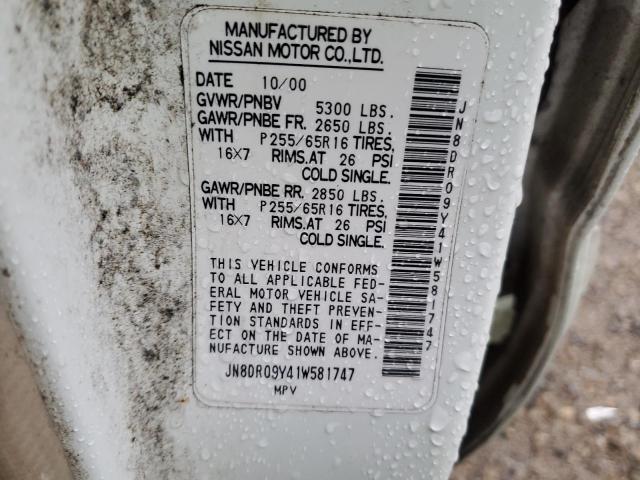 MANUFACTURED BY
NISSAN MOTOR CO.,LTD.
DATE 10/00
GVWR/PNBV 5300 LBS.
GAWR/PNBE FR. 2650 LBS.
WITH P255/65R16 TIRES,
16X7 RIMS.AT 26 PSI
COLD SINGLE.
GAWR/PNBE RR. 2850 LBS.
WITH P255/65R16 TIRES,
16X7 RIMS.AT 26 PSI
COLD SINGLE.
THIS VEHICLE CONFORMS
TO ALL APPLICABLE FED-
ERAL MOTOR VEHICLE SA-
FETY AND THEFT PREVEN-
TION STANDARDS IN EFF-
ECT ON THE DATE OF MA-
NUFACTURE SHOWN ABOVE.
JN8DR09Y41W581747
MPV
JN8DR09Y41W581747